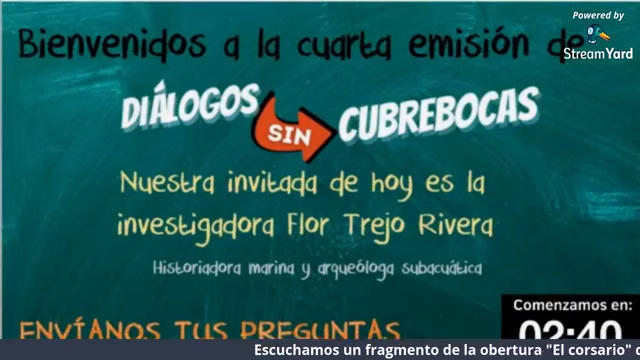 Powered by
StreamYard
Bienvenidos a la cuarta emisión de
DIÁLOGOS SIN CUBREBOCAS
Nuestra invitada de hoy es la
investigadora Flor Trejo Rivera
Historiadora marina y arqueóloga subacuática
Comenzamos en:
02:40
ENVÍANOS TUS PREGUNTAS
Escuchamos un fragmento de la obertura "El corsario"